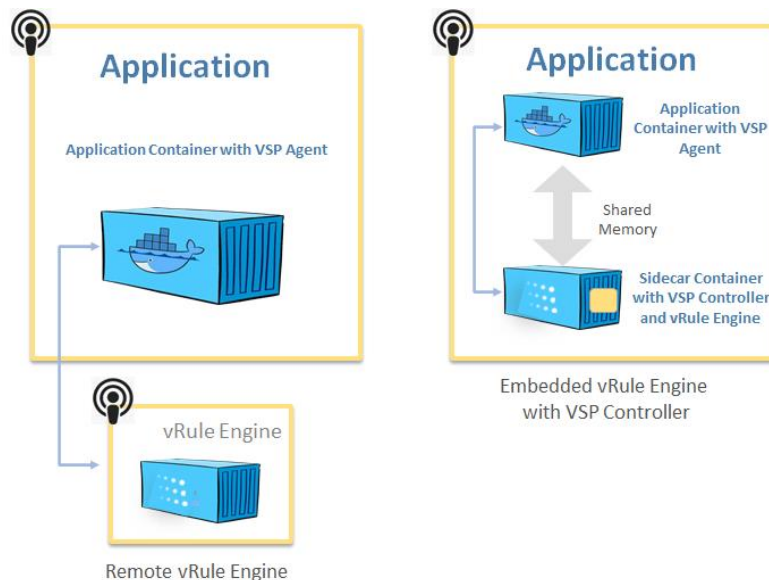 Application
Application Container with VSP Agent
vRule Engine
Remote vRule Engine
Application
Application
Container with VSP
Agent
Shared
Memory
Sidecar Container
with VSP Controller
and vRule Engine
Embedded vRule Engine
with VSP Controller